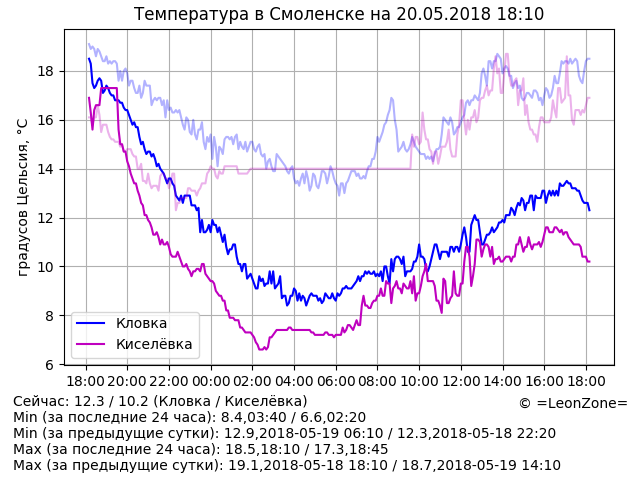 Температура в Смоленске на 20.05.2018 18:10
градусов Цельсия, °C
18
16
14
12
10
8
6
Кловка
Киселёвка
18:00 20:00 22:00 00:00 02:00 04:00 06:00 08:00 10:00 12:00 14:00 16:00 18:00
Сейчас: 12.3 / 10.2 (Кловка / Киселёвка)
© =LeonZone=
Min (за последние 24 часа): 8.4,03:40 / 6.6,02:20
Min (за предыдущие сутки): 12.9,2018-05-19 06:10 / 12.3,2018-05-18 22:20
Max (за последние 24 часа): 18.5,18:10 / 17.3,18:45
Max (за предыдущие сутки): 19.1,2018-05-18 18:10 / 18.7,2018-05-19 14:10